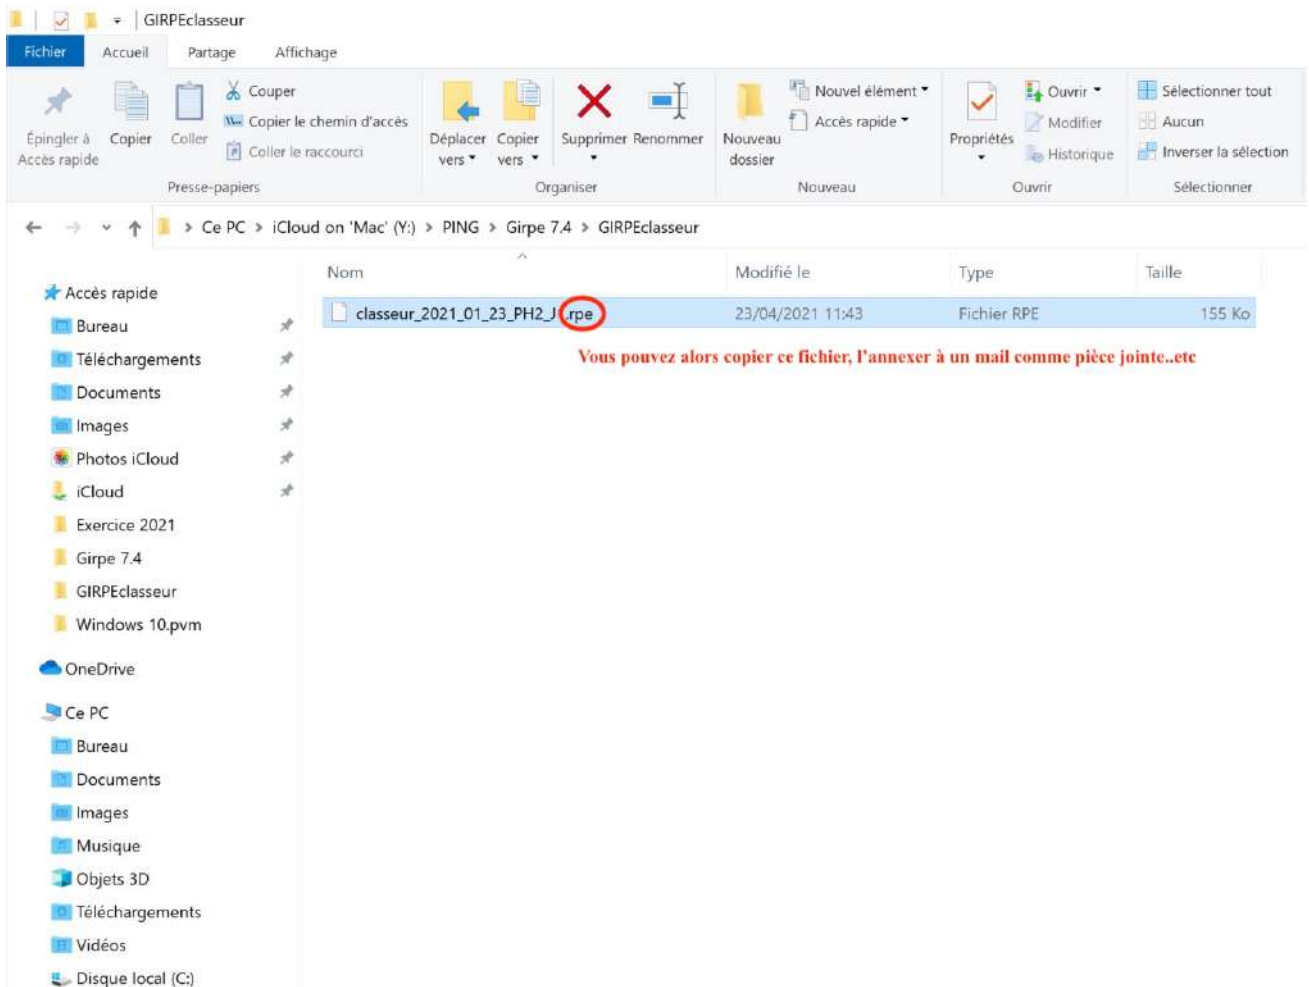 GIRPEclasseur
Fichier Accueil Partage Affichage
Épingler à Accès rapide
Copier
Coller
Couper
Copier le chemin d'accès
Coller le raccourci
Presse-papiers
Déplacer vers
Copier vers
Supprimer
Renommer
Organiser
Nouveau dossier
Nouvel élément
Accès rapide
Nouveau
Propriétés
Ouvrir
Modifier
Historique
Ouvrir
Sélectionner tout
Aucun
Inverser la sélection
Sélectionner
Ce PC > iCloud on 'Mac' (Y:) > PING > Girpe 7.4 > GIRPEclasseur
Nom Modifié le Type Taille
classeur_2021_01_23_PH2_J .rpe 23/04/2021 11:43 Fichier RPE 155 Ko
Vous pouvez alors copier ce fichier, l'annexer à un mail comme pièce jointe..etc
Accès rapide
Bureau
Téléchargements
Documents
Images
Photos iCloud
iCloud
Exercice 2021
Girpe 7.4
GIRPEclasseur
Windows 10.pvm
OneDrive
Ce PC
Bureau
Documents
Images
Musique
Objets 3D
Téléchargements
Vidéos
Disque local (C:)